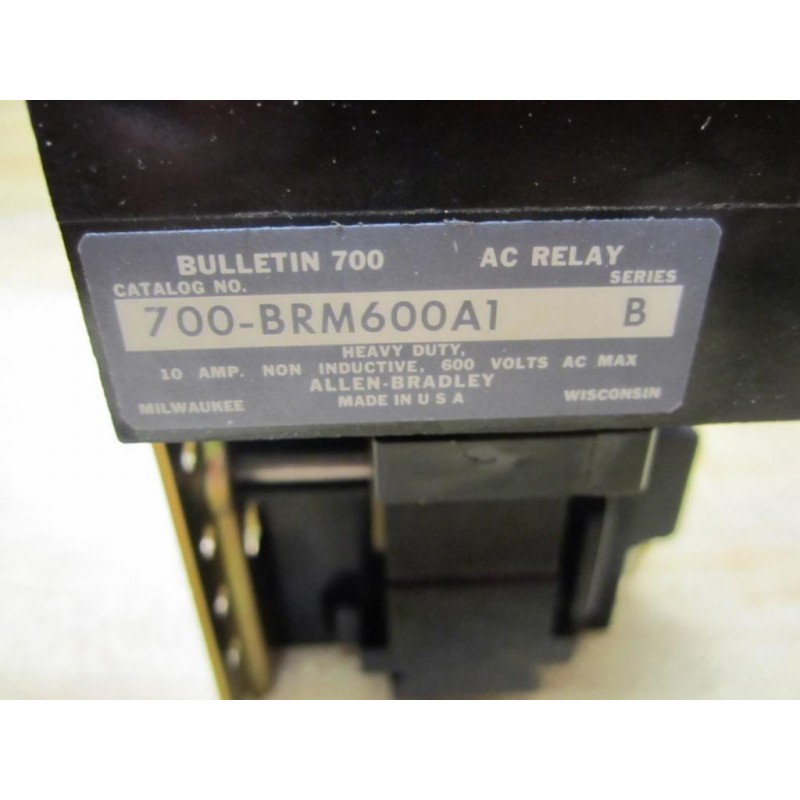 BULLETIN 700 AC RELAY
CATALOG NO. SERIES
700-BRM600A1 B
HEAVY DUTY,
10 AMP. NON INDUCTIVE, 600 VOLTS AC MAX
ALLEN-BRADLEY
MILWAUKEE MADE IN U S A WISCONSIN